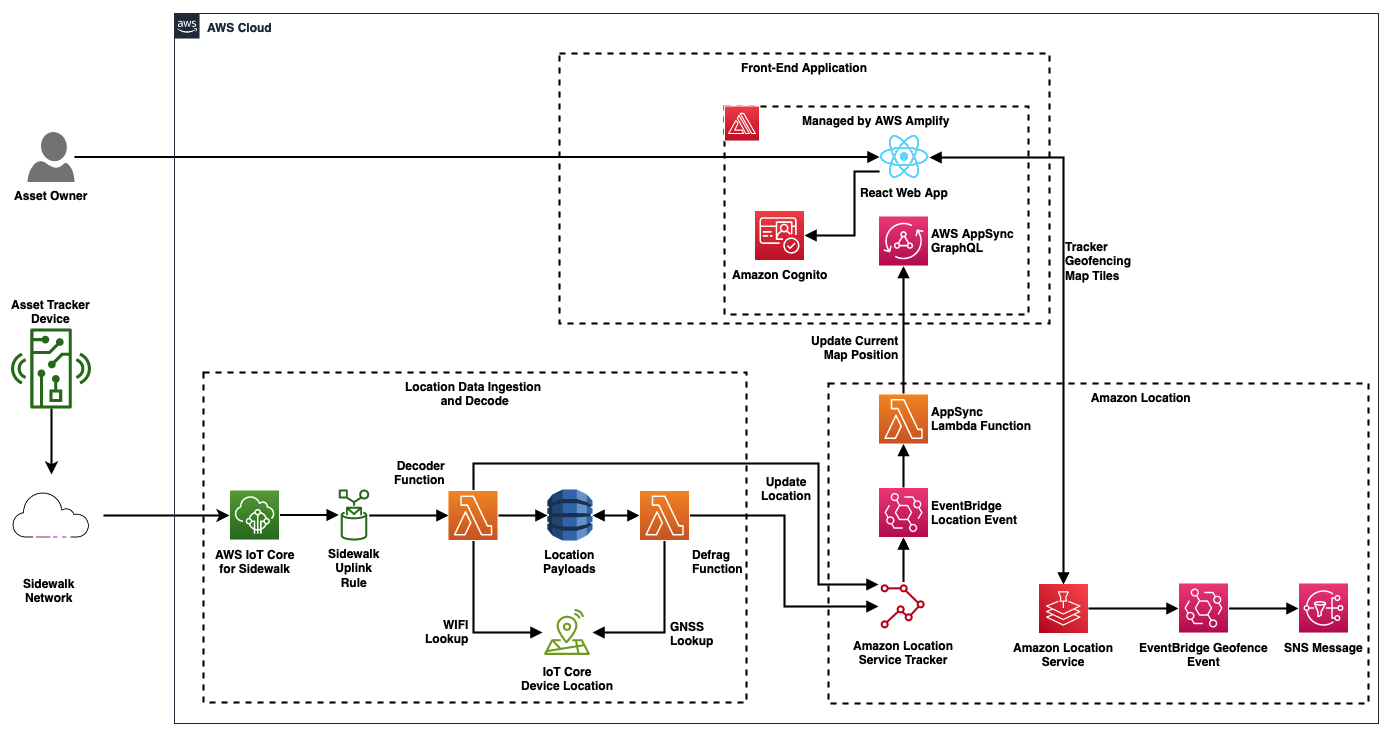 aws
AWS Cloud
Front-End Application
Managed by AWS Amplify
Asset Owner
React Web App
Amazon Cognito
AWS AppSync
GraphQL
Tracker
Geofencing
Map Tiles
Asset Tracker
Device
Update Current
Map Position
Location Data Ingestion
and Decode
Amazon Location
AppSync
Lambda Function
Decoder
Function
Update
Location
EventBridge
Location Event
AWS IoT Core
for Sidewalk
Sidewalk
Uplink
Rule
Location
Payloads
Defrag
Function
Sidewalk
Network
WIFI
Lookup
GNSS
Lookup
IoT Core
Device Location
Amazon Location
Service Tracker
Amazon Location
Service
EventBridge Geofence
Event
SNS Message